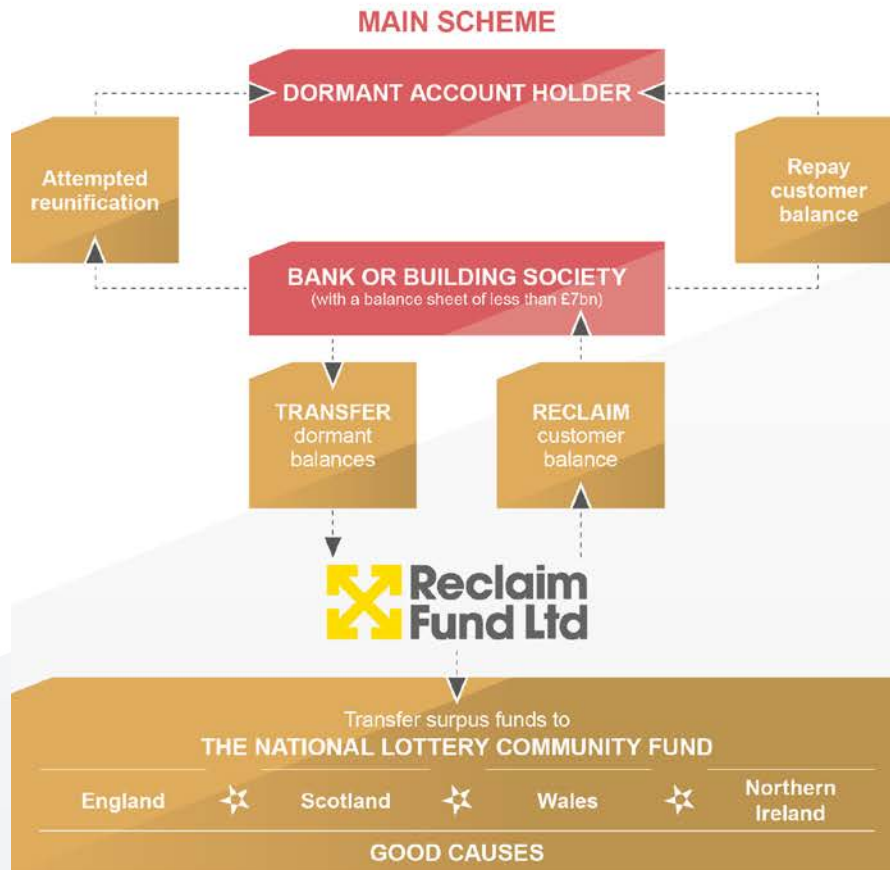 MAIN SCHEME
DORMANT ACCOUNT HOLDER
Attempted
reunification
Repay
customer
balance
BANK OR BUILDING SOCIETY
(with a balance sheet of less than £7bn)
TRANSFER
dormant
balances
RECLAIM
customer
balance
Reclaim
Fund Ltd
Transfer surpus funds to
THE NATIONAL LOTTERY COMMUNITY FUND
England
Scotland
Wales
Northern
Ireland
GOOD CAUSES